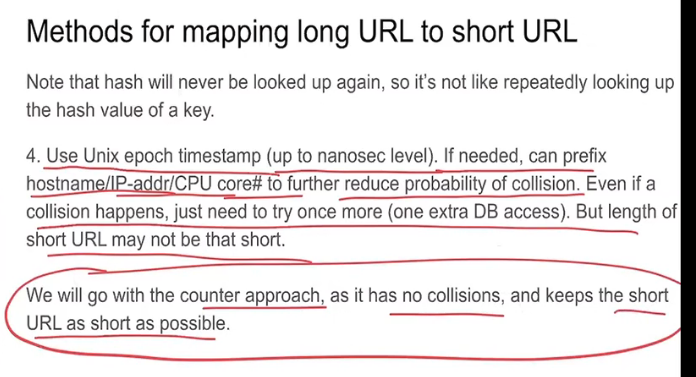 Methods for mapping long URL to short URL
Note that hash will never be looked up again, so it's not like repeatedly looking up
the hash value of a key.
4. Use Unix epoch timestamp (up to nanosec level). If needed, can prefix
hostname/IP-addr/CPU core# to further reduce probability of collision. Even if a
collision happens, just need to try once more (one extra DB access). But length of
short URL may not be that short.
We will go with the counter approach, as it has no collisions, and keeps the short
URL as short as possible.